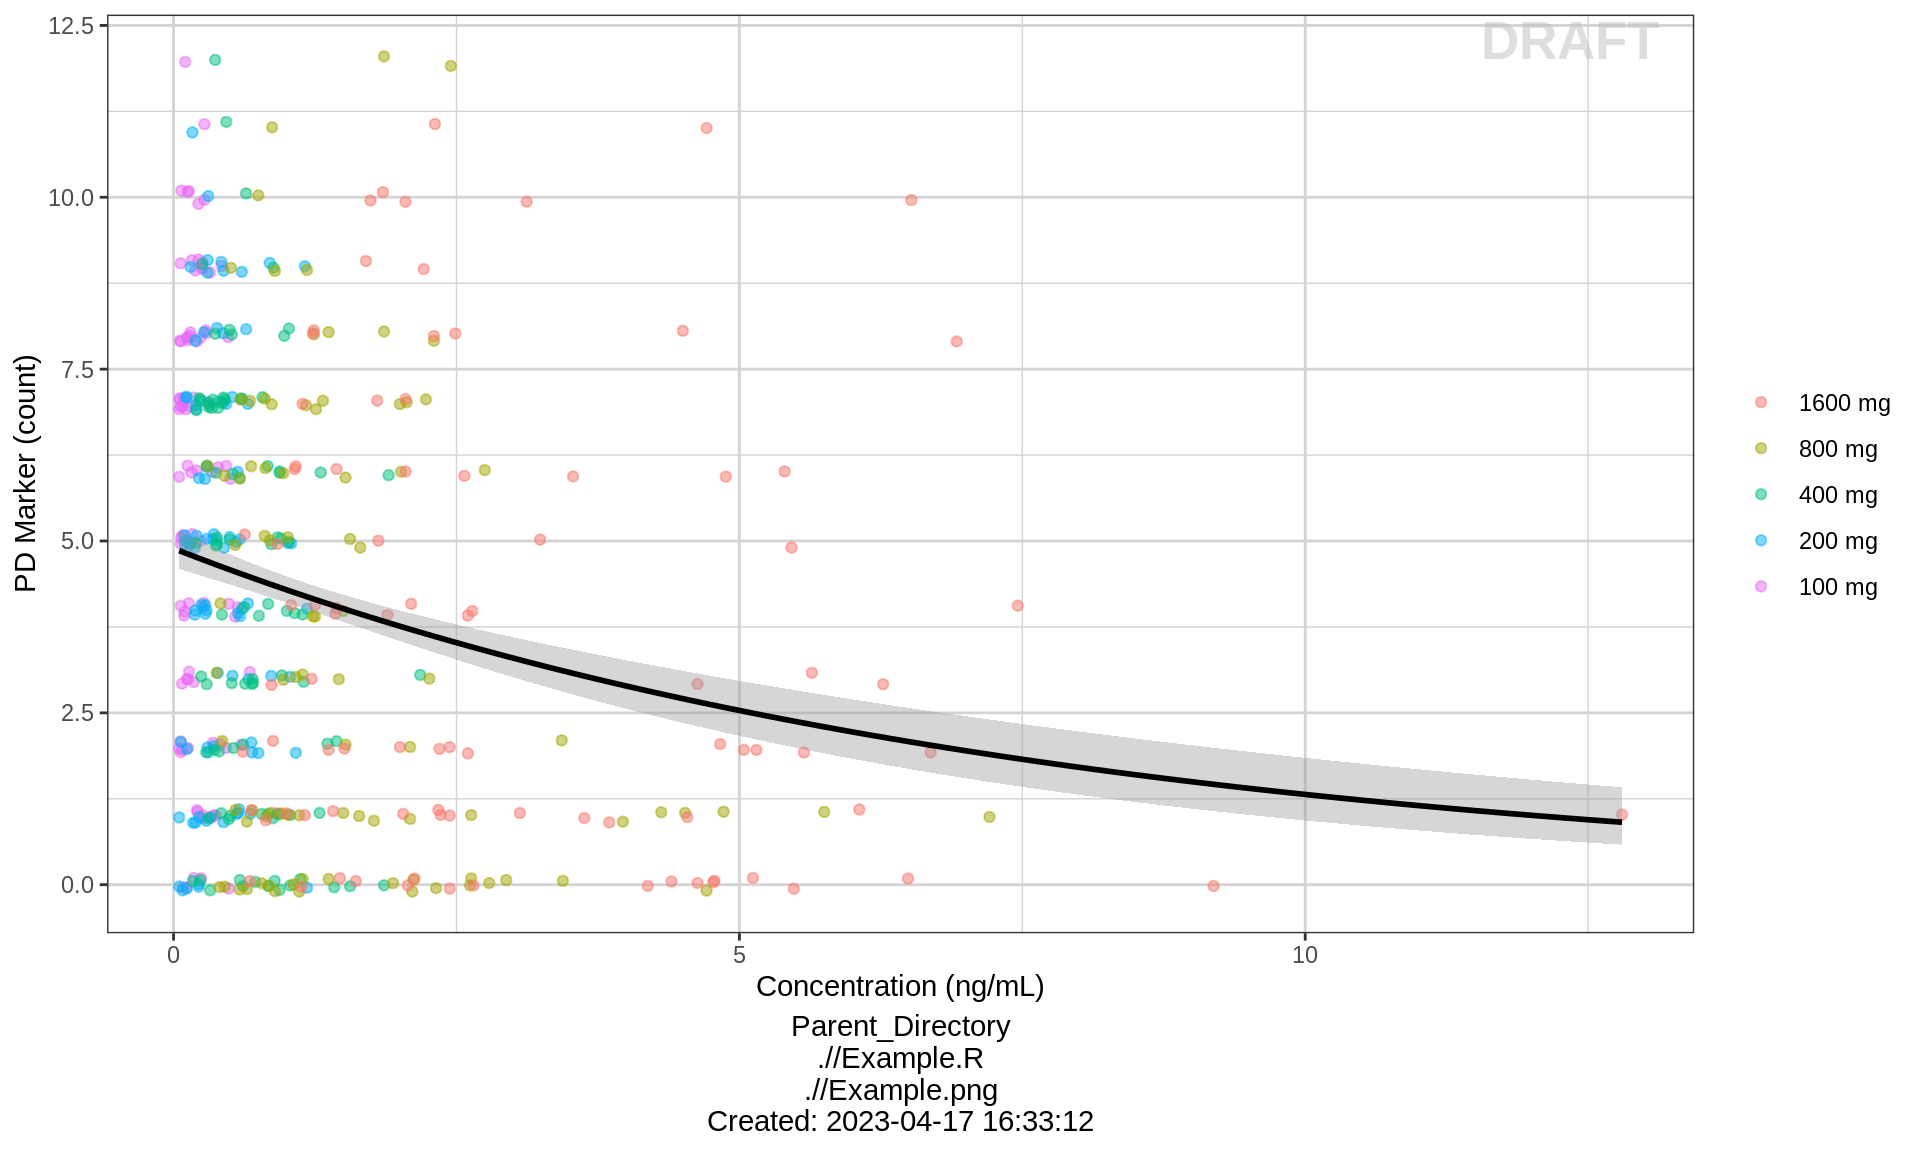 DRAFT
12.5
10.0
7.5
5.0
2.5
0.0
PD Marker (count)
0
5
10
Concentration (ng/mL)
1600 mg
800 mg
400 mg
200 mg
100 mg
Parent_Directory
.//Example.R
.//Example.png
Created: 2023-04-17 16:33:12